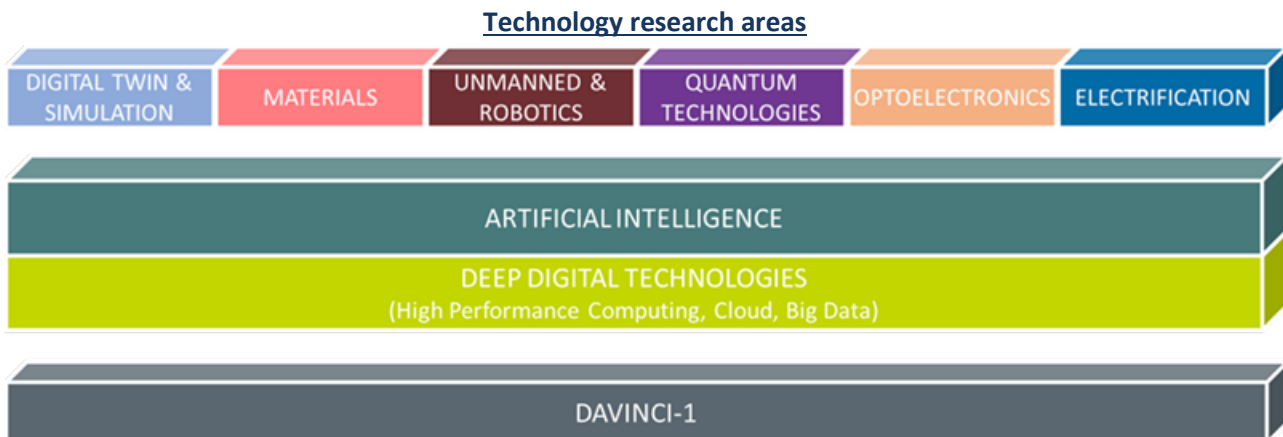 Technology research areas
DIGITAL TWIN &
SIMULATION
MATERIALS
UNMANNED &
ROBOTICS
QUANTUM
TECHNOLOGIES
OPTOELECTRONICS
ELECTRIFICATION
ARTIFICIAL INTELLIGENCE
DEEP DIGITAL TECHNOLOGIES
(High Performance Computing, Cloud, Big Data)
DAVINCI-1